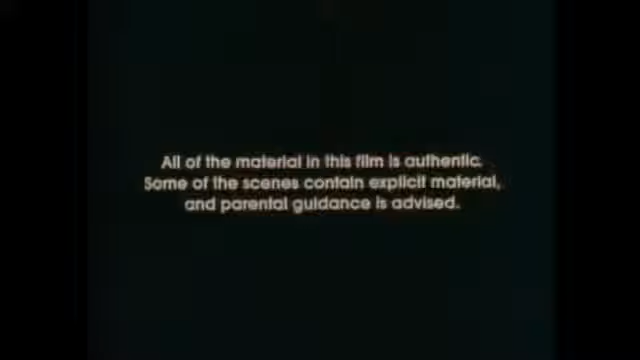 All of the material in this film is authentic.
Some of the scenes contain explicit material,
and parental guidance is advised.